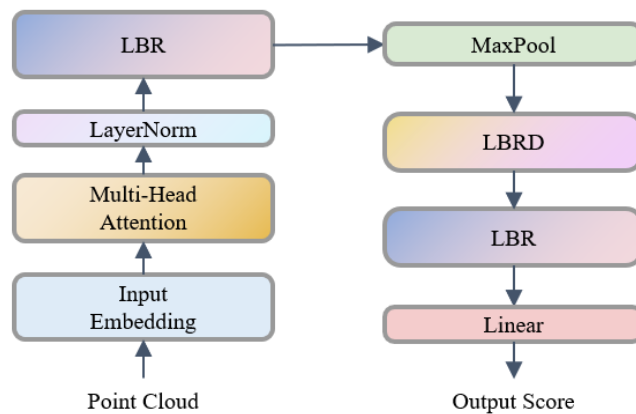 Point Cloud
Input
Embedding
Multi-Head
Attention
LayerNorm
LBR
MaxPool
LBRD
LBR
Linear
Output Score